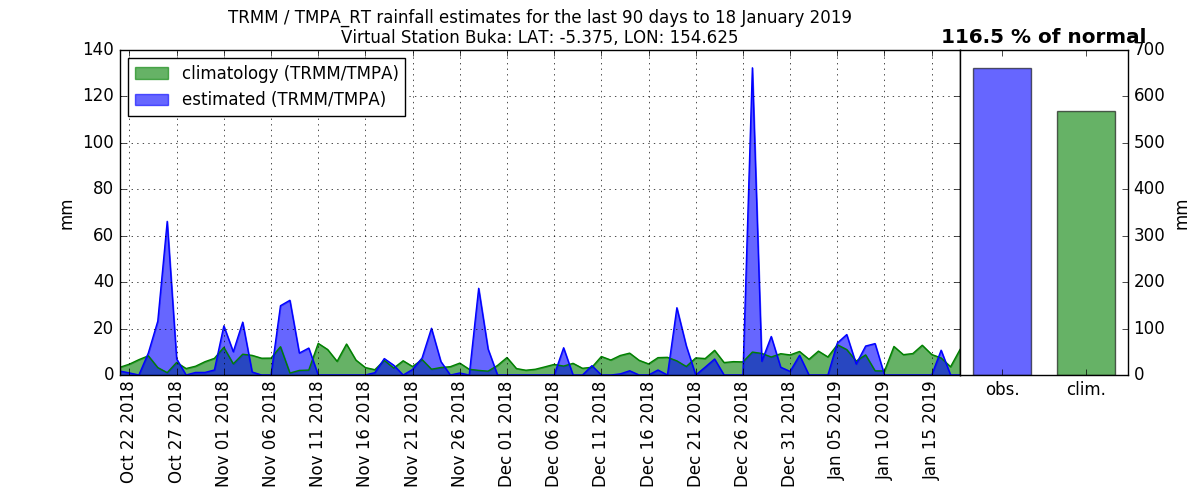 TRMM / TMPA_RT rainfall estimates for the last 90 days to 18 January 2019
Virtual Station Buka: LAT: -5.375, LON: 154.625
116.5 % of normal
climatology (TRMM/TMPA)
estimated (TRMM/TMPA)
mm
140
120
100
80
60
40
20
0
Oct 22 2018
Oct 27 2018
Nov 01 2018
Nov 06 2018
Nov 11 2018
Nov 16 2018
Nov 21 2018
Nov 26 2018
Dec 01 2018
Dec 06 2018
Dec 11 2018
Dec 16 2018
Dec 21 2018
Dec 26 2018
Dec 31 2018
Jan 05 2019
Jan 10 2019
Jan 15 2019
700
600
500
400
300
200
100
0
mm
obs.
clim.